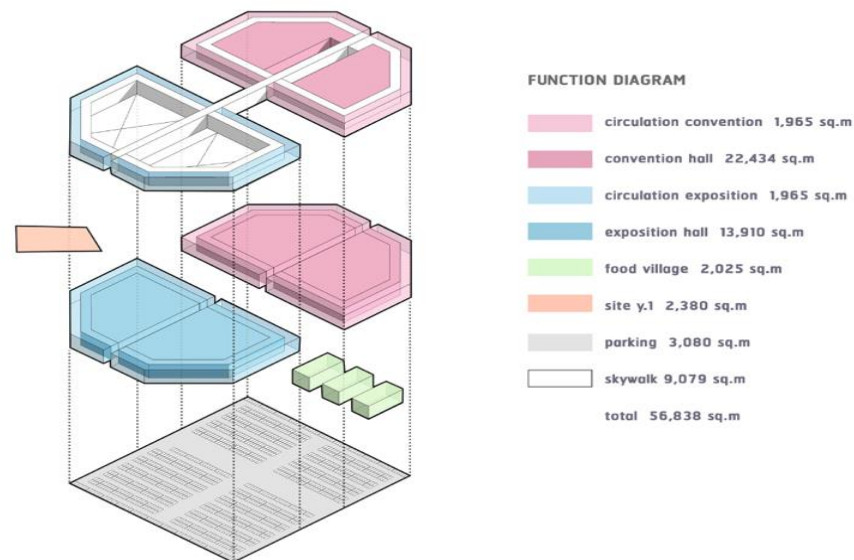 FUNCTION DIAGRAM
circulation convention 1,965 sq.m
convention hall 22,434 sq.m
circulation exposition 1,965 sq.m
exposition hall 13,910 sq.m
food village 2,025 sq.m
site y.1 2,380 sq.m
parking 3,080 sq.m
skywalk 9,079 sq.m
total 56,838 sq.m